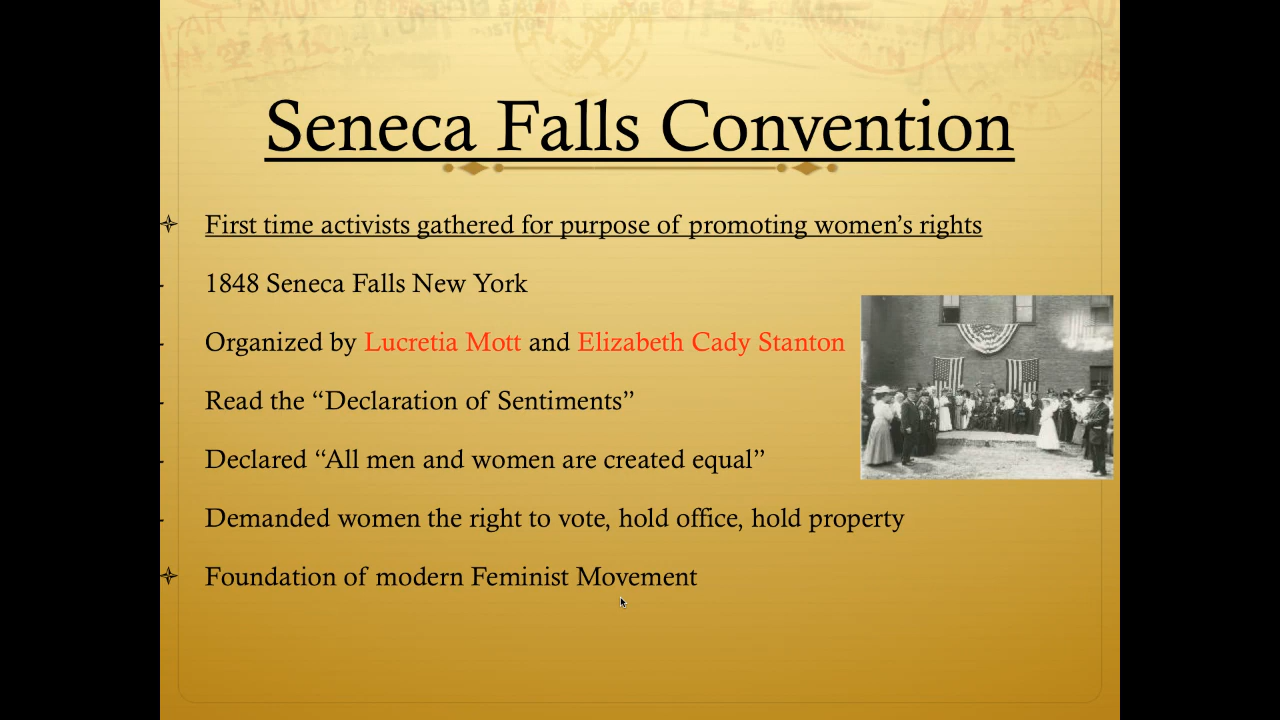 Seneca Falls Convention
First time activists gathered for purpose of promoting women’s rights
- 1848 Seneca Falls New York
- Organized by Lucretia Mott and Elizabeth Cady Stanton
- Read the “Declaration of Sentiments”
- Declared “All men and women are created equal”
- Demanded women the right to vote, hold office, hold property
Foundation of modern Feminist Movement